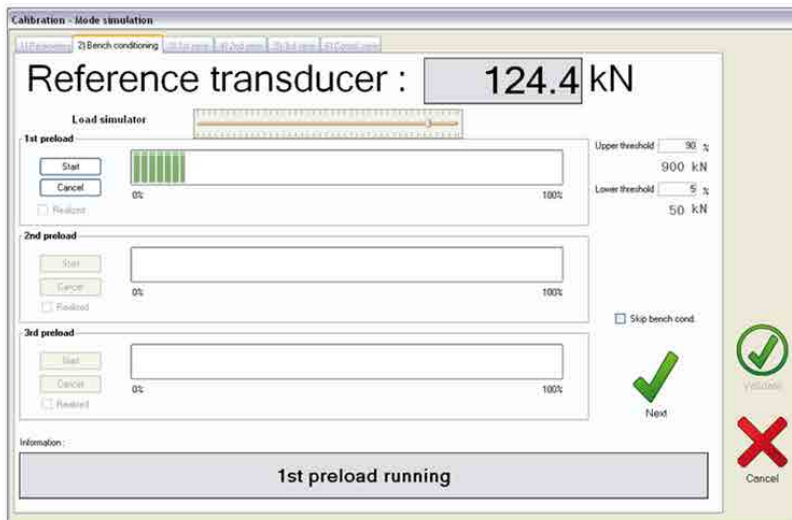 Calibration - Mode simulation
2) Bench conditioning
Reference transducer : 124.4 kN
Load simulator
1st preload
Upper threshold 90 %
Start
900 kN
Cancel
Lower threshold 5 %
0% 100%
Realized
50 kN
2nd preload
Start
Cancel
0% 100%
Realized
Skip bench cond.
3rd preload
Start
Cancel
0% 100%
Realized
Next
Validate
Information :
1st preload running
Cancel